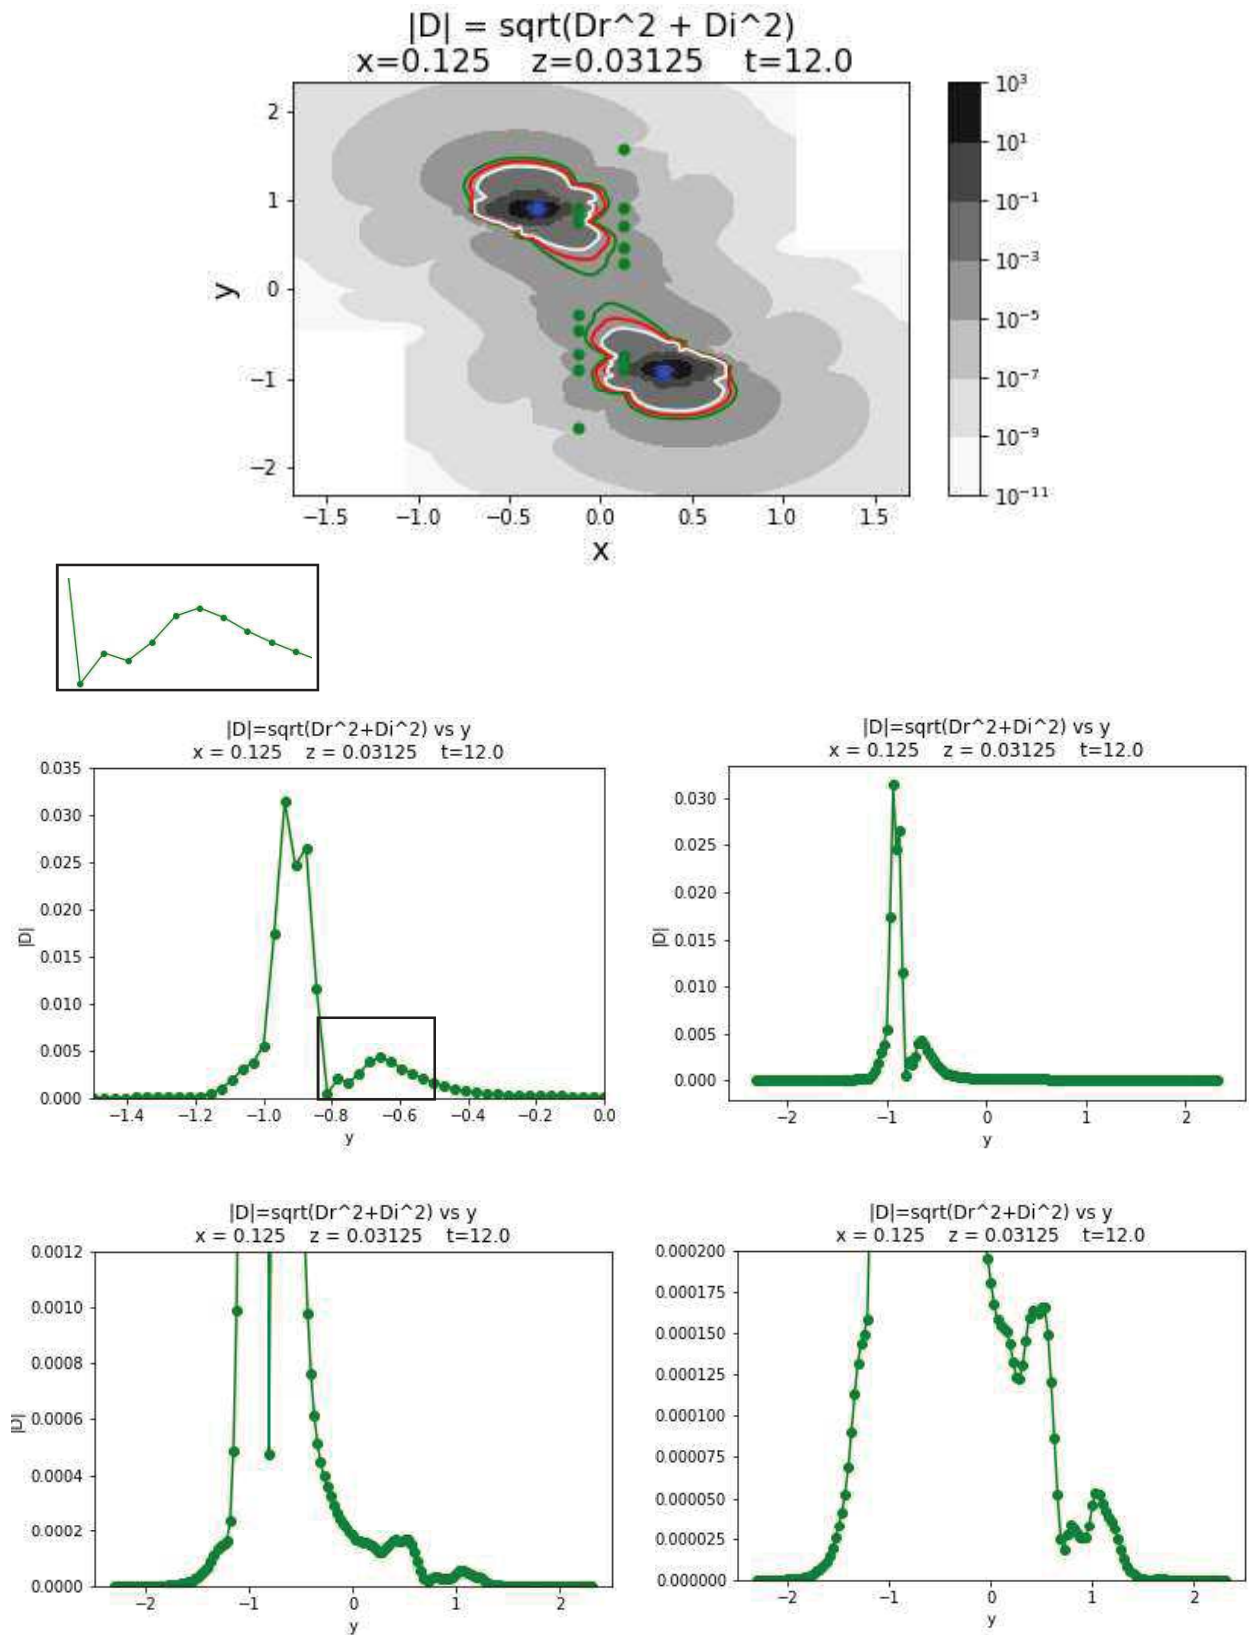 |D| = sqrt(Dr^2 + Di^2)
x=0.125 z=0.03125 t=12.0
2
1
0
−1
−2
y
−1.5 −1.0 −0.5 0.0 0.5 1.0 1.5
x
10³
10¹
10⁻¹
10⁻³
10⁻⁵
10⁻⁷
10⁻⁹
10⁻¹¹
|D|=sqrt(Dr^2+Di^2) vs y
x = 0.125 z = 0.03125 t=12.0
0.035
0.030
0.025
0.020
0.015
0.010
0.005
0.000
|D|
−1.4 −1.2 −1.0 −0.8 −0.6 −0.4 −0.2 0.0
y
|D|=sqrt(Dr^2+Di^2) vs y
x = 0.125 z = 0.03125 t=12.0
0.030
0.025
0.020
0.015
0.010
0.005
0.000
|D|
−2 −1 0 1 2
y
|D|=sqrt(Dr^2+Di^2) vs y
x = 0.125 z = 0.03125 t=12.0
0.0012
0.0010
0.0008
0.0006
0.0004
0.0002
0.0000
|D|
−2 −1 0 1 2
y
|D|=sqrt(Dr^2+Di^2) vs y
x = 0.125 z = 0.03125 t=12.0
0.000200
0.000175
0.000150
0.000125
0.000100
0.000075
0.000050
0.000025
0.000000
|D|
−2 −1 0 1 2
y